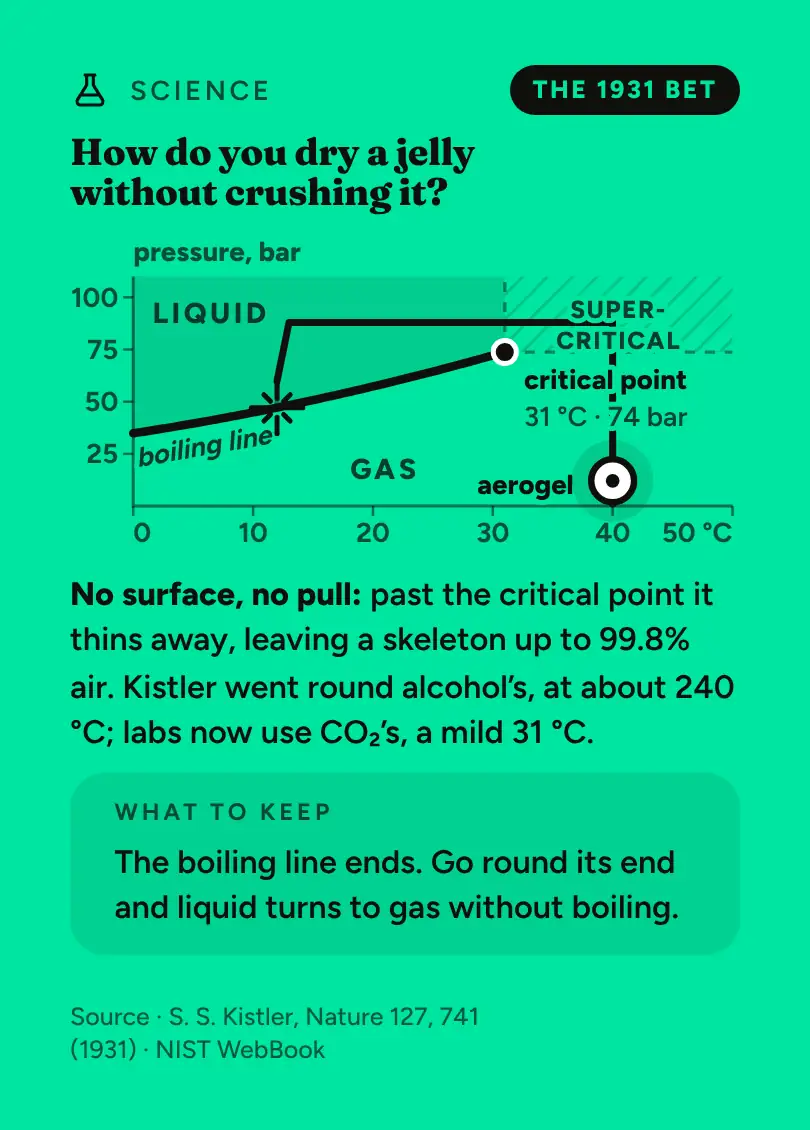 SCIENCE
THE 1931 BET
How do you dry a jelly
without crushing it?
pressure, bar
100
75
50
25
LIQUID
SUPER-
CRITICAL
critical point
31 °C · 74 bar
boiling line
GAS
aerogel
0 10 20 30 40 50 °C
No surface, no pull: past the critical point it
thins away, leaving a skeleton up to 99.8%
air. Kistler went round alcohol’s, at about 240
°C; labs now use CO₂’s, a mild 31 °C.
WHAT TO KEEP
The boiling line ends. Go round its end
and liquid turns to gas without boiling.
Source · S. S. Kistler, Nature 127, 741
(1931) · NIST WebBook